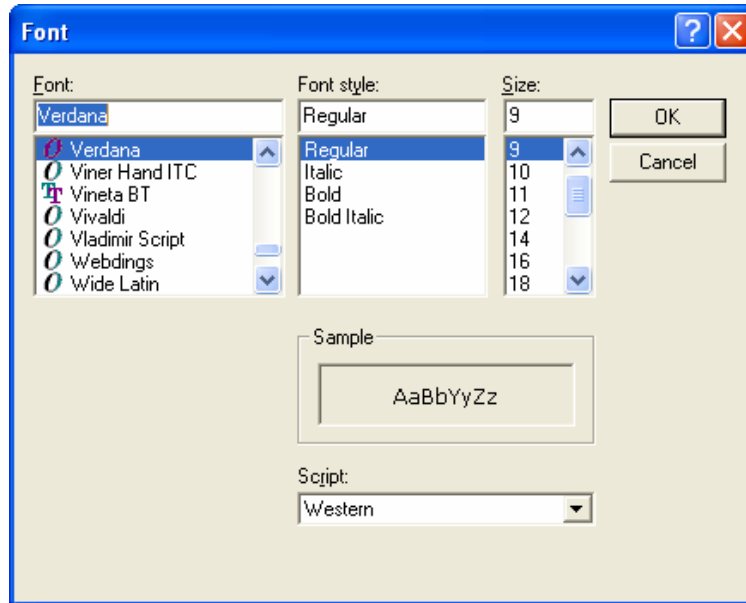 Font
Font:
Verdana
Verdana
Viner Hand ITC
Vineta BT
Vivaldi
Vladimir Script
Webdings
Wide Latin
Font style:
Regular
Regular
Italic
Bold
Bold Italic
Size:
9
9
10
11
12
14
16
18
OK
Cancel
Sample
AaBbYyZz
Script:
Western